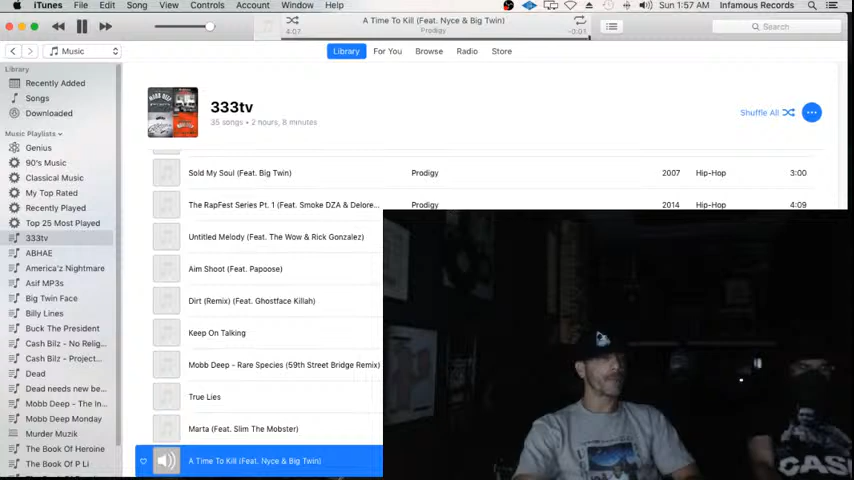 iTunes File Edit Song View Controls Account Window Help Sun 1:57 AM Infamous Records
A Time To Kill (Feat. Nyce & Big Twin)
4:07 Prodigy -0:01
Search
Music Library For You Browse Radio Store
Library
Recently Added
Songs
Downloaded
Music Playlists
Genius
90's Music
Classical Music
My Top Rated
Recently Played
Top 25 Most Played
333tv
ABHAE
America'z Nightmare
Asif MP3s
Big Twin Face
Billy Lines
Buck The President
Cash Bilz - No Relig...
Cash Bilz - Project...
Dead
Dead needs new be...
Mobb Deep - The In...
Mobb Deep Monday
Murder Muzik
The Book Of Heroine
The Book Of P Li
333tv
35 songs • 2 hours, 8 minutes
Shuffle All
Sold My Soul (Feat. Big Twin) Prodigy 2007 Hip-Hop 3:00
The RapFest Series Pt. 1 (Feat. Smoke DZA & Delore... Prodigy 2014 Hip-Hop 4:09
Untitled Melody (Feat. The Wow & Rick Gonzalez)
Aim Shoot (Feat. Papoose)
Dirt (Remix) (Feat. Ghostface Killah)
Keep On Talking
Mobb Deep - Rare Species (59th Street Bridge Remix)
True Lies
Marta (Feat. Slim The Mobster)
A Time To Kill (Feat. Nyce & Big Twin)
CAS